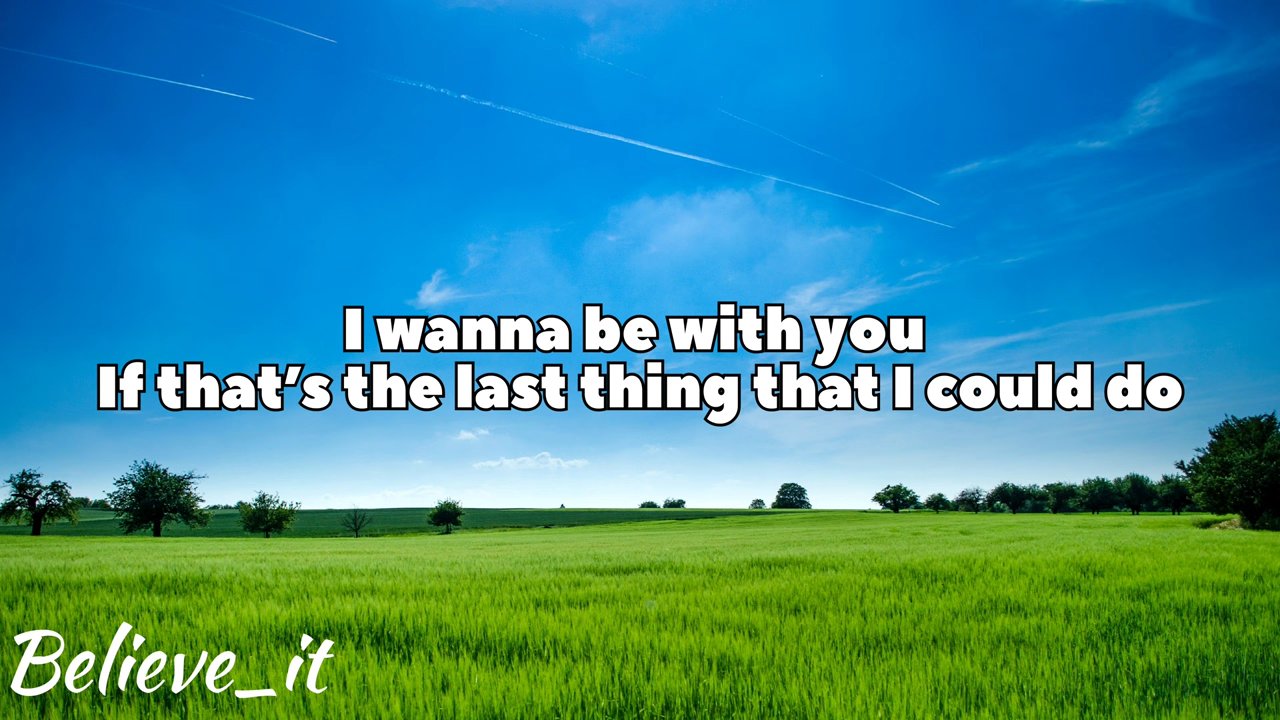 I wanna be with you
If that's the last thing that I could do
Believe_it